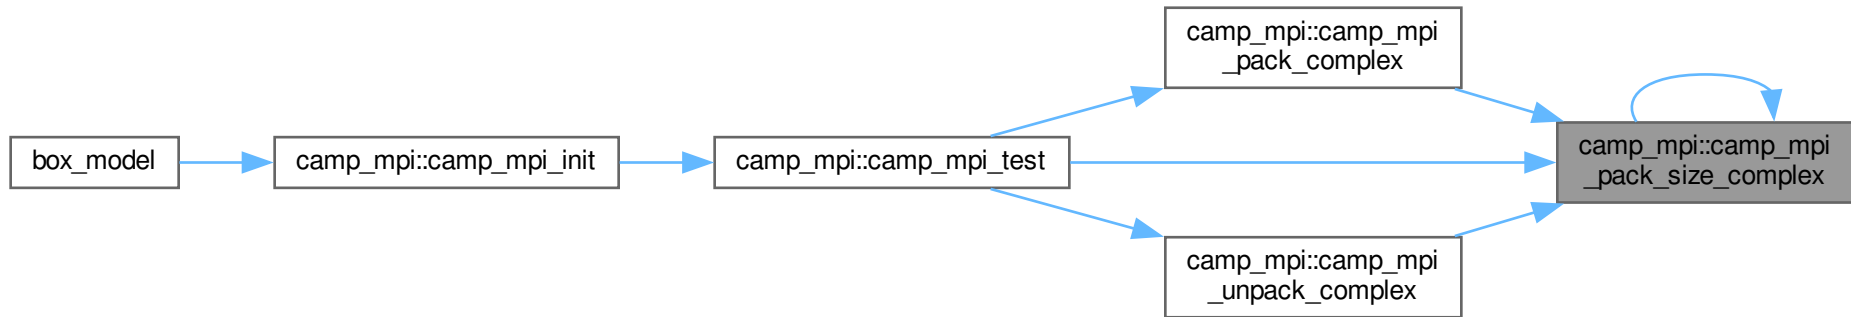 box_model
camp_mpi::camp_mpi_init
camp_mpi::camp_mpi_test
camp_mpi::camp_mpi
_pack_complex
camp_mpi::camp_mpi
_unpack_complex
camp_mpi::camp_mpi
_pack_size_complex